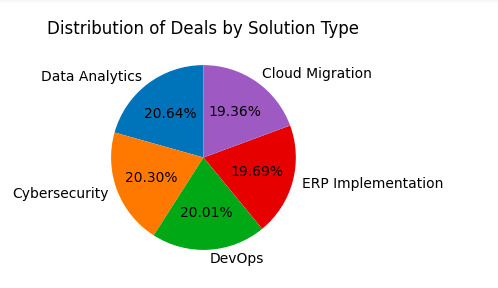 Distribution of Deals by Solution Type
Data Analytics
Cloud Migration
20.64%
19.36%
20.30%
19.69%
Cybersecurity
ERP Implementation
20.01%
DevOps